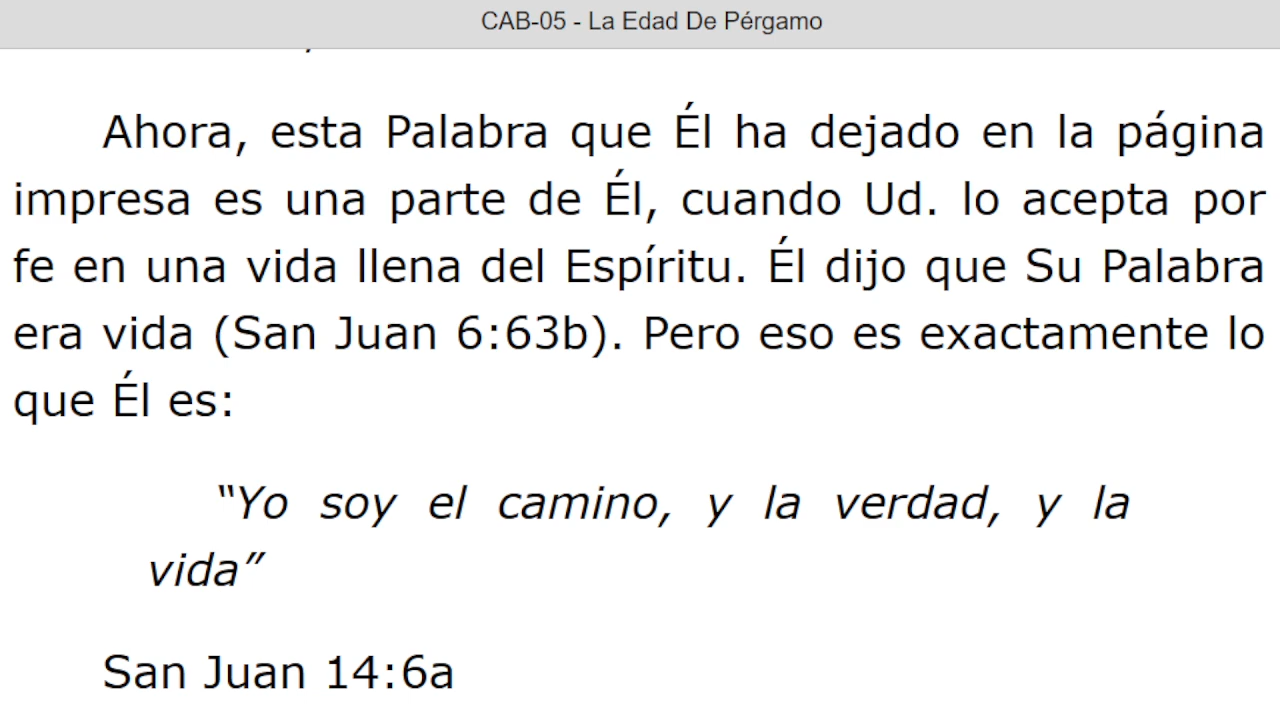 CAB-05 - La Edad De Pérgamo
Ahora, esta Palabra que Él ha dejado en la página
impresa es una parte de Él, cuando Ud. lo acepta por
fe en una vida llena del Espíritu. Él dijo que Su Palabra
era vida (San Juan 6:63b). Pero eso es exactamente lo
que Él es:
“Yo soy el camino, y la verdad, y la
vida”
San Juan 14:6a